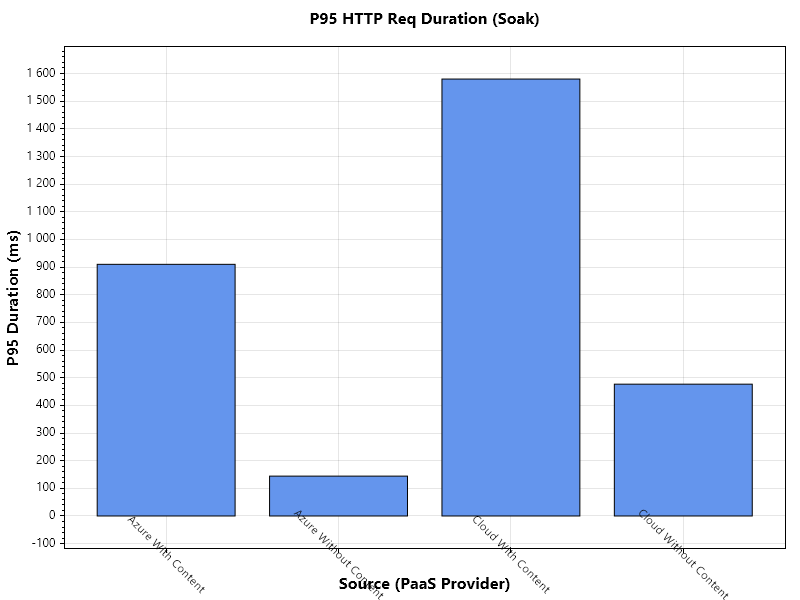 P95 HTTP Req Duration (Soak)
P95 Duration (ms)
1 600
1 500
1 400
1 300
1 200
1 100
1 000
900
800
700
600
500
400
300
200
100
0
-100
Azure With Content
Azure Without Content
Cloud With Content
Cloud Without Content
Source (PaaS Provider)